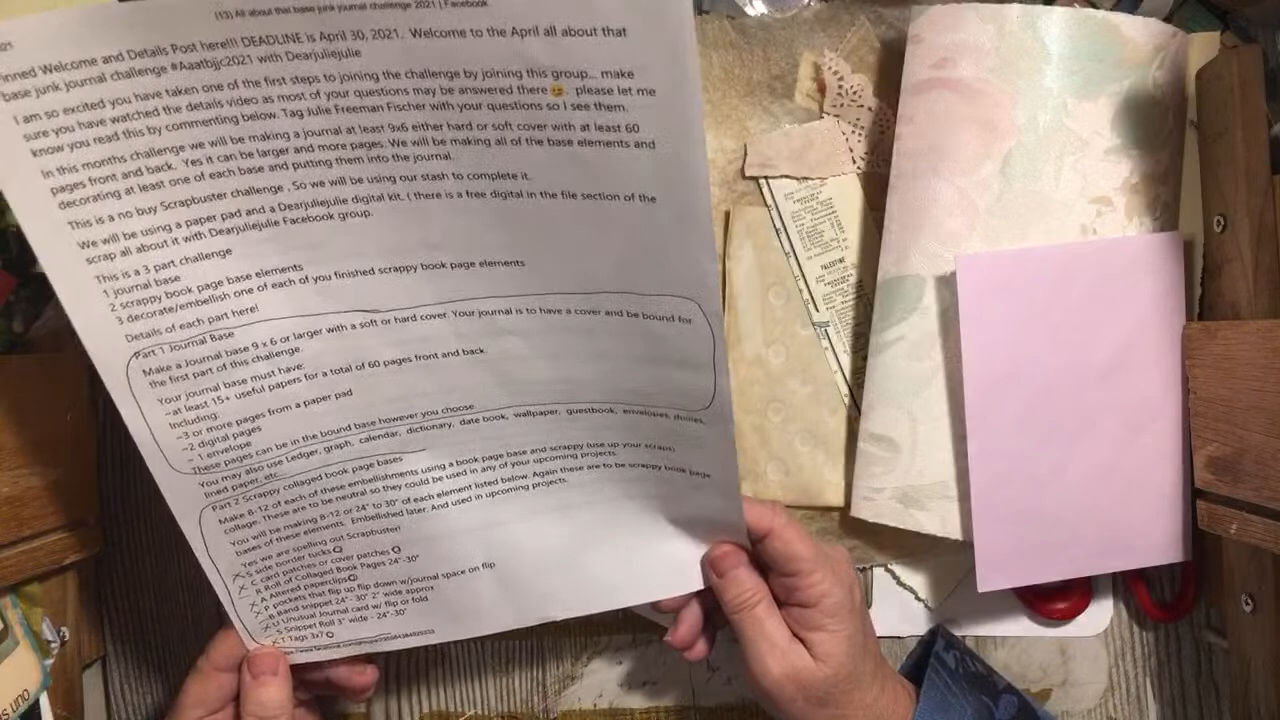 (13) All about that base junk journal challenge 2021 | Facebook
inned Welcome and Details Post here!!! DEADLINE is April 30, 2021. Welcome to the April all about that
base junk journal challenge #Aaatbjjc2021 with Dearjuliejulie
I am so excited you have taken one of the first steps to joining the challenge by joining this group... make
sure you have watched the details video as most of your questions may be answered there 😉. please let me
know you read this by commenting below. Tag Julie Freeman Fischer with your questions so I see them.
In this months challenge we will be making a journal at least 9x6 either hard or soft cover with at least 60
pages front and back. Yes it can be larger and more pages. We will be making all of the base elements and
decorating at least one of each base and putting them into the journal.
This is a no buy Scrapbuster challenge , So we will be using our stash to complete it.
We will be using a paper pad and a Dearjuliejulie digital kit. ( there is a free digital in the file section of the
scrap all about it with Dearjuliejulie Facebook group.
This is a 3 part challenge
1 journal base
2 scrappy book page base elements
3 decorate/embellish one of each of you finished scrappy book page elements
Details of each part here!
Part 1 Journal Base
Make a Journal base 9 x 6 or larger with a soft or hard cover. Your journal is to have a cover and be bound for
the first part of this challenge.
Your journal base must have:
~at least 15+ useful papers for a total of 60 pages front and back.
Including:
~3 or more pages from a paper pad
~2 digital pages
~ 1 envelope
These pages can be in the bound base however you choose
You may also use Ledger, graph, calendar, dictionary, date book, wallpaper, guestbook, envelopes, doilies,
lined paper, etc.
Part 2 Scrappy collaged book page bases
Make 8-12 of each of these embellishments using a book page base and scrappy (use up your scraps)
collage. These are to be neutral so they could be used in any of your upcoming projects.
You will be making 8-12 or 24" to 30" of each element listed below. Again these are to be scrappy book page
bases of these elements. Embellished later. And used in upcoming projects.
Yes we are spelling out Scrapbuster!
S side border tucks
C card patches or cover patches
R Roll of Collaged Book Pages 24"-30"
A Altered paperclips
P pockets that flip up flip down w/journal space on flip
B Band snippet 24"- 30" 2" wide approx
U Unusual Journal card w/ flip or fold
S Snippet Roll 3" wide - 24"-30"
T Tags 3x7
PRINCIPAL
CITIES
PALESTINE
PRINCIPAL
CITIES